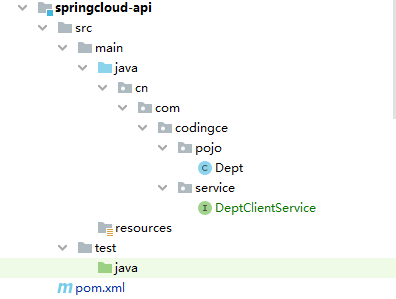 springcloud-api
src
main
java
cn
com
codingce
pojo
Dept
service
DeptClientService
resources
test
java
pom.xml